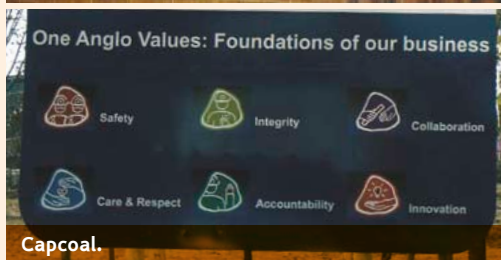 One Anglo Values: Foundations of our business
Safety
Integrity
Collaboration
Care & Respect
Accountability
Innovation
Capcoal.